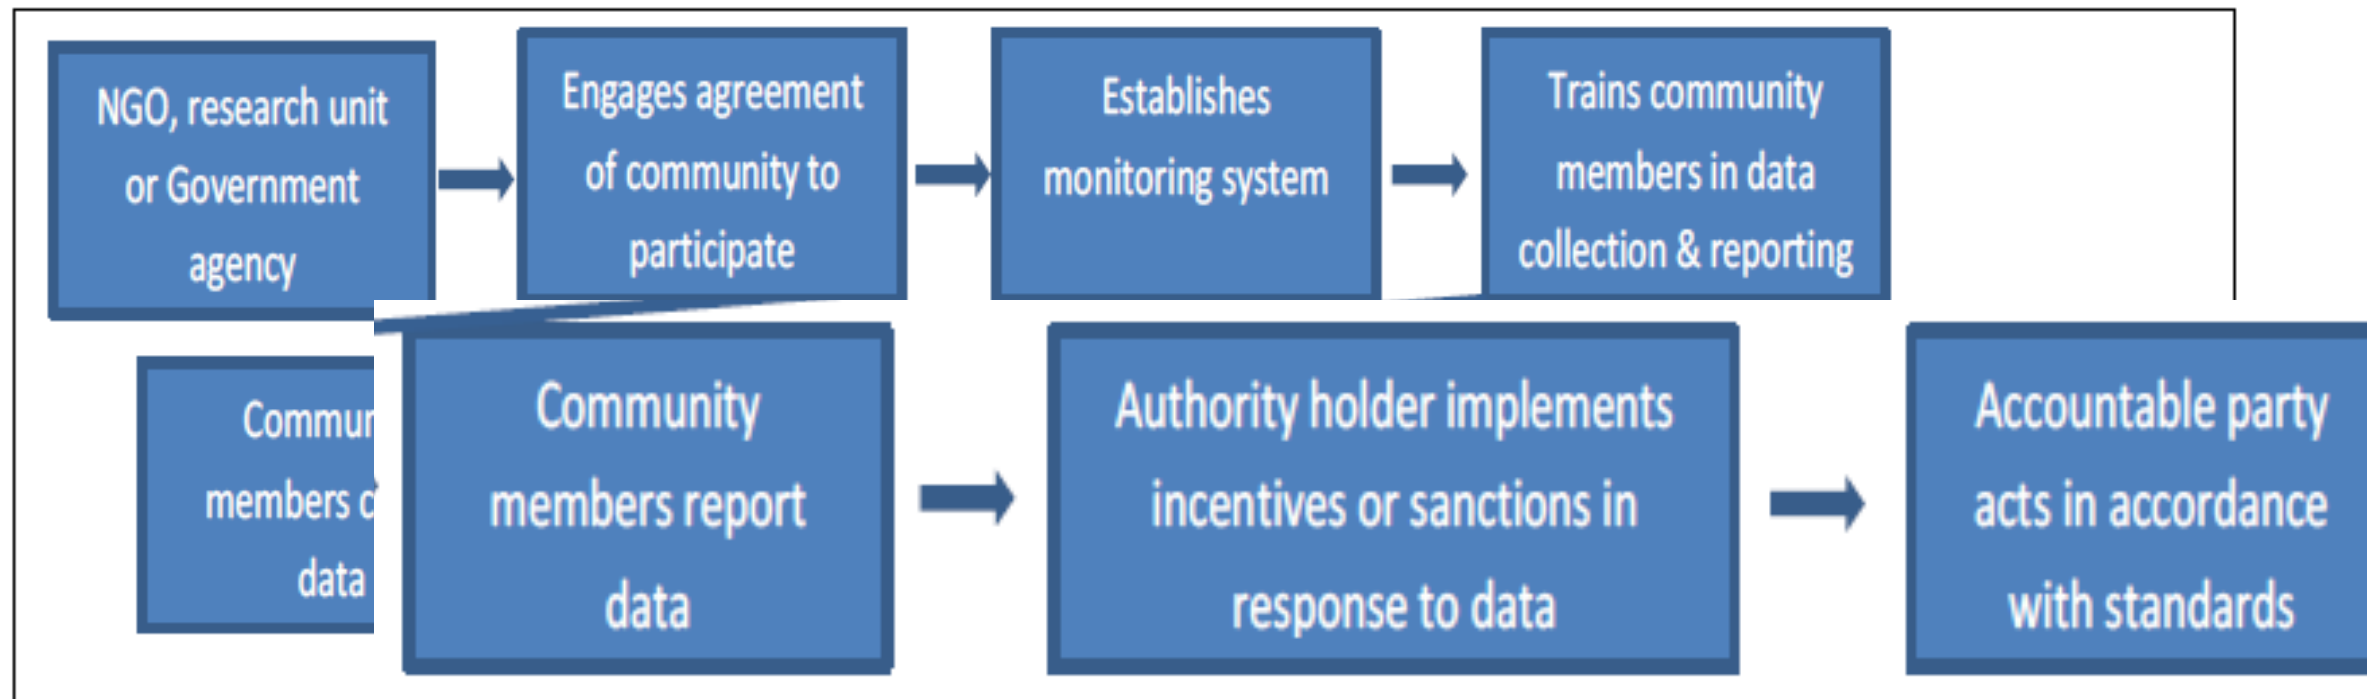 NGO, research unit
or Government
agency
Engages agreement
of community to
participate
Establishes
monitoring system
Trains community
members in data
collection & reporting
members
data
Community
members report
data
Authority holder implements
incentives or sanctions in
response to data
Accountable party
acts in accordance
with standards